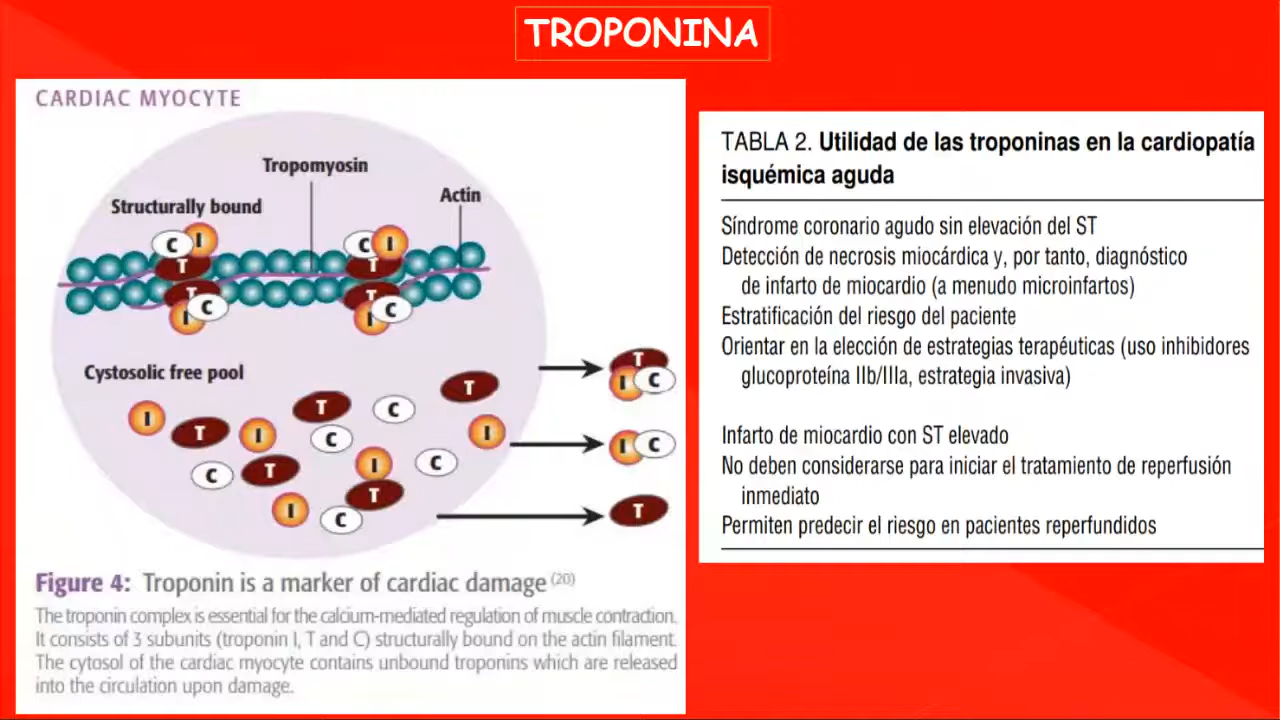 TROPONINA
CARDIAC MYOCYTE
Tropomyosin
Structurally bound
Actin
C I
T
T
I C
C I
T
T
I C
Cystosolic free pool
I
T
I
T
C
C
T
C
T
I
I
T
C
I
C
T
I C
I C
T
Figure 4: Troponin is a marker of cardiac damage (20)
The troponin complex is essential for the calcium-mediated regulation of muscle contraction.
It consists of 3 subunits (troponin I, T and C) structurally bound on the actin filament.
The cytosol of the cardiac myocyte contains unbound troponins which are released
into the circulation upon damage.
TABLA 2. Utilidad de las troponinas en la cardiopatía
isquémica aguda
Síndrome coronario agudo sin elevación del ST
Detección de necrosis miocárdica y, por tanto, diagnóstico
de infarto de miocardio (a menudo microinfartos)
Estratificación del riesgo del paciente
Orientar en la elección de estrategias terapéuticas (uso inhibidores
glucoproteína IIb/IIIa, estrategia invasiva)
Infarto de miocardio con ST elevado
No deben considerarse para iniciar el tratamiento de reperfusión
inmediato
Permiten predecir el riesgo en pacientes reperfundidos